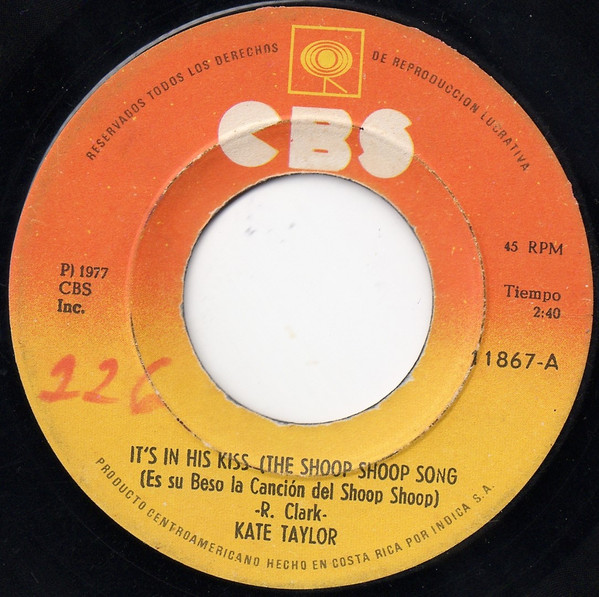 RESERVADOS TODOS LOS DERECHOS DE REPRODUCCION LUCRATIVA
CBS
P) 1977
CBS
Inc.
45 RPM
Tiempo
2:40
11867-A
226
IT'S IN HIS KISS (THE SHOOP SHOOP SONG
(Es su Beso la Canción del Shoop Shoop)
-R. Clark-
KATE TAYLOR
PRODUCTO CENTROAMERICANO HECHO EN COSTA RICA POR INDICA S.A.